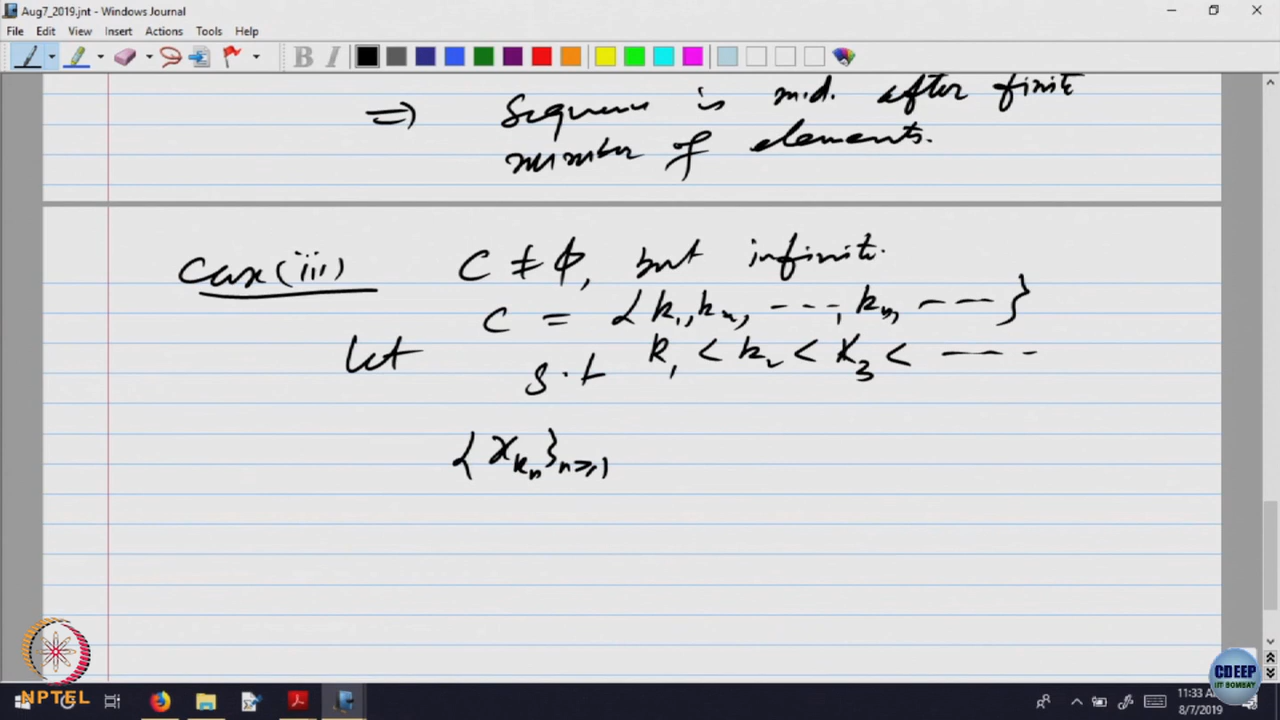 Aug7_2019.jnt - Windows Journal
File Edit View Insert Actions Tools Help
B I
=> Sequence is m.d. after finite
number of elements.
Case (iii) C ≠ ϕ, but infinite.
Let C = { k₁, k₂, ---, kₙ, --- }
s.t k₁ < k₂ < k₃ < ----
{ x_{kₙ} }_{n≥1}
NPTEL
CDEEP
IIT BOMBAY
11:33 A
8/7/2019